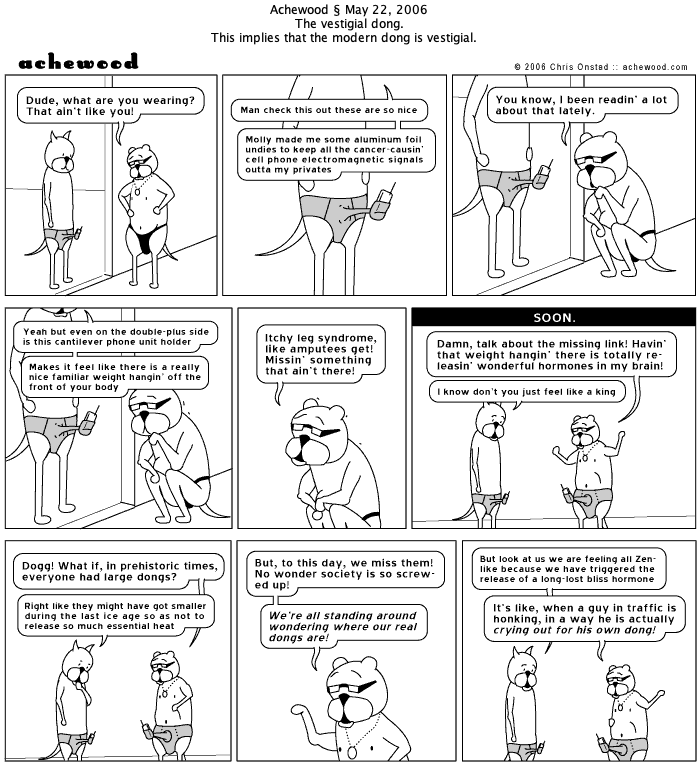 Achewood § May 22, 2006
The vestigial dong.
This implies that the modern dong is vestigial.
achewood
© 2006 Chris Onstad :: achewood.com
Dude, what are you wearing?
That ain't like you!
Man check this out these are so nice
Molly made me some aluminum foil
undies to keep all the cancer-causin'
cell phone electromagnetic signals
outta my privates
You know, I been readin' a lot
about that lately.
Yeah but even on the double-plus side
is this cantilever phone unit holder
Makes it feel like there is a really
nice familiar weight hangin' off the
front of your body
Itchy leg syndrome,
like amputees get!
Missin' something
that ain't there!
SOON.
Damn, talk about the missing link! Havin'
that weight hangin' there is totally re-
leasin' wonderful hormones in my brain!
I know don't you just feel like a king
Dogg! What if, in prehistoric times,
everyone had large dongs?
Right like they might have got smaller
during the last ice age so as not to
release so much essential heat
But, to this day, we miss them!
No wonder society is so screw-
ed up!
We're all standing around
wondering where our real
dongs are!
But look at us we are feeling all Zen-
like because we have triggered the
release of a long-lost bliss hormone
It's like, when a guy in traffic is
honking, in a way he is actually
crying out for his own dong!